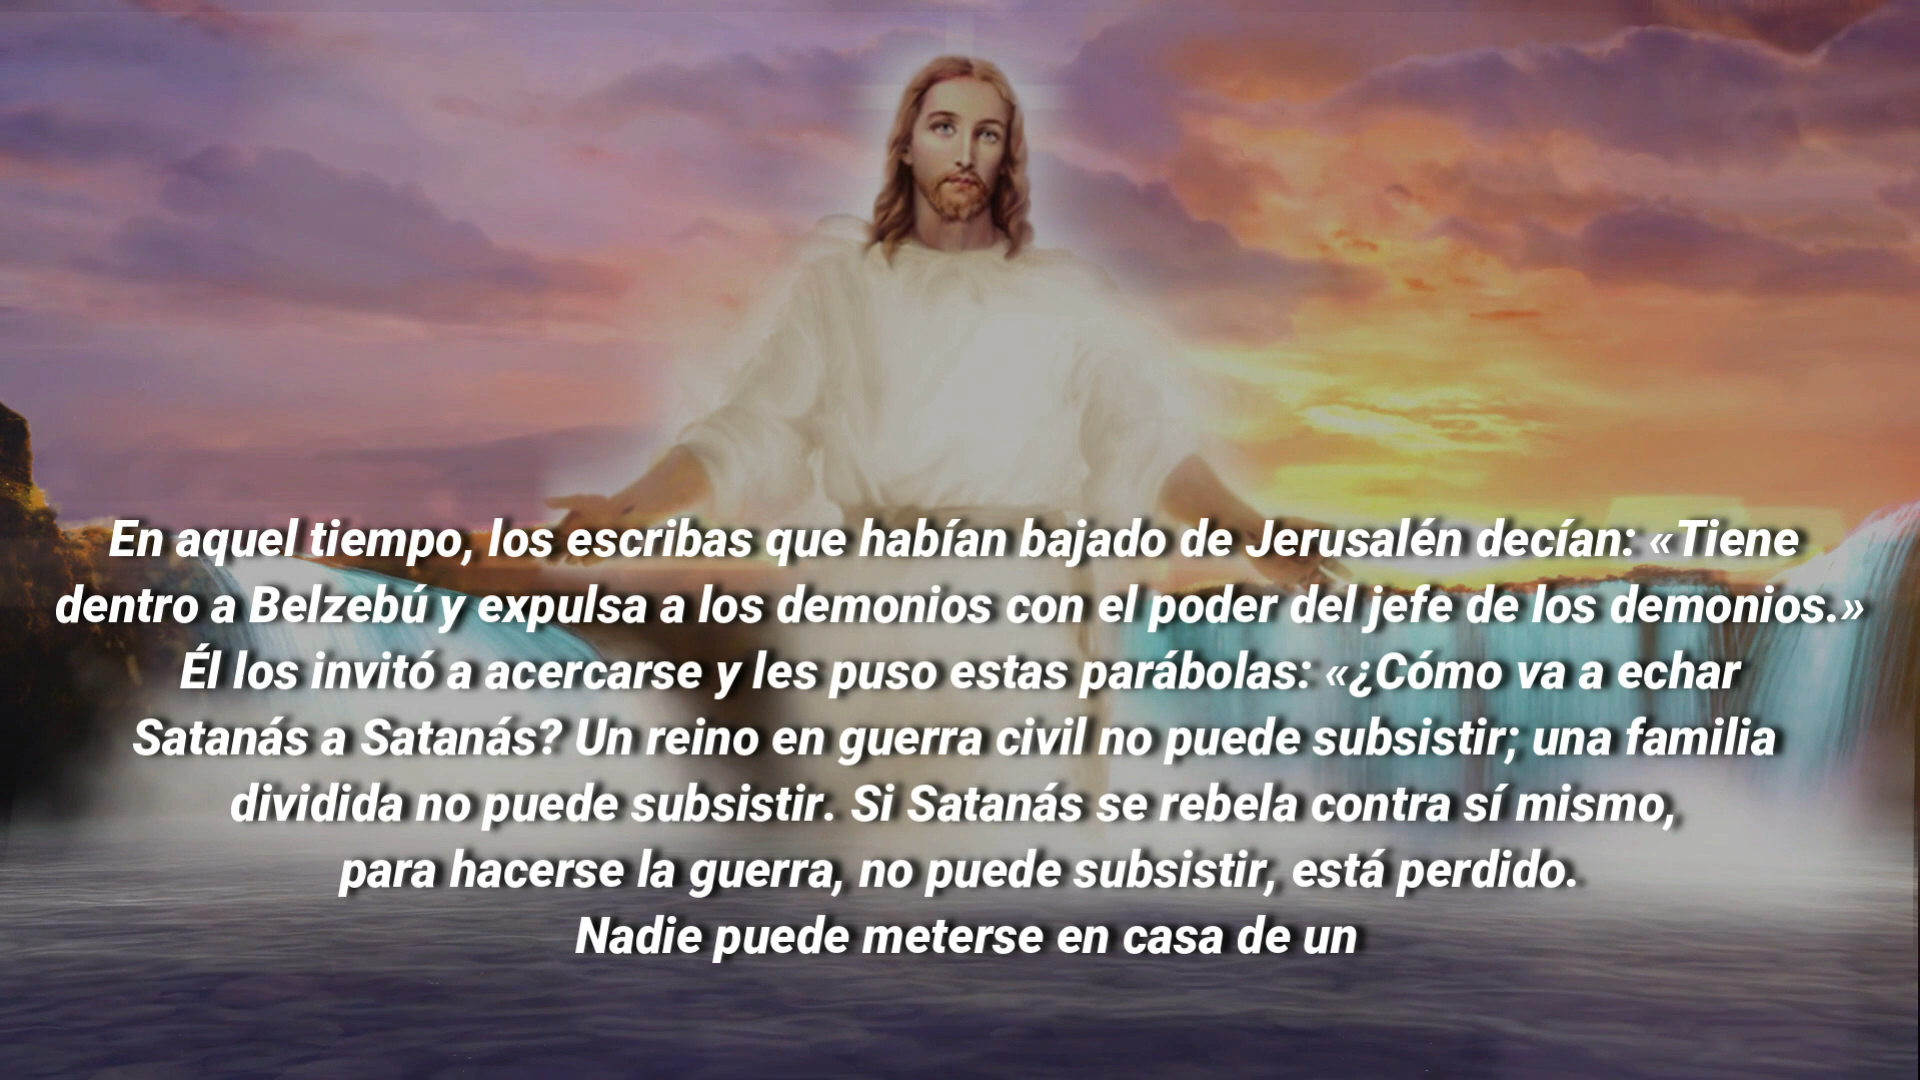 En aquel tiempo, los escribas que habían bajado de Jerusalén decían: «Tiene
dentro a Belzebú y expulsa a los demonios con el poder del jefe de los demonios.»
Él los invitó a acercarse y les puso estas parábolas: «¿Cómo va a echar
Satanás a Satanás? Un reino en guerra civil no puede subsistir; una familia
dividida no puede subsistir. Si Satanás se rebela contra sí mismo,
para hacerse la guerra, no puede subsistir, está perdido.
Nadie puede meterse en casa de un